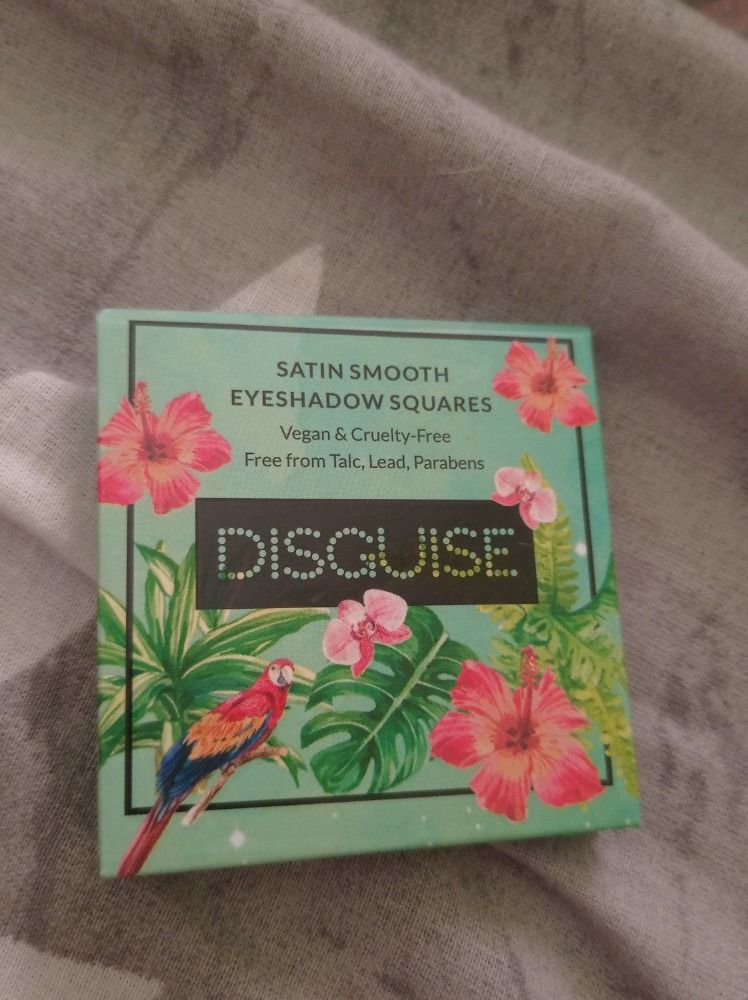 SATIN SMOOTH
EYESHADOW SQUARES
Vegan & Cruelty-Free
Free from Talc, Lead, Parabens
DISGUISE